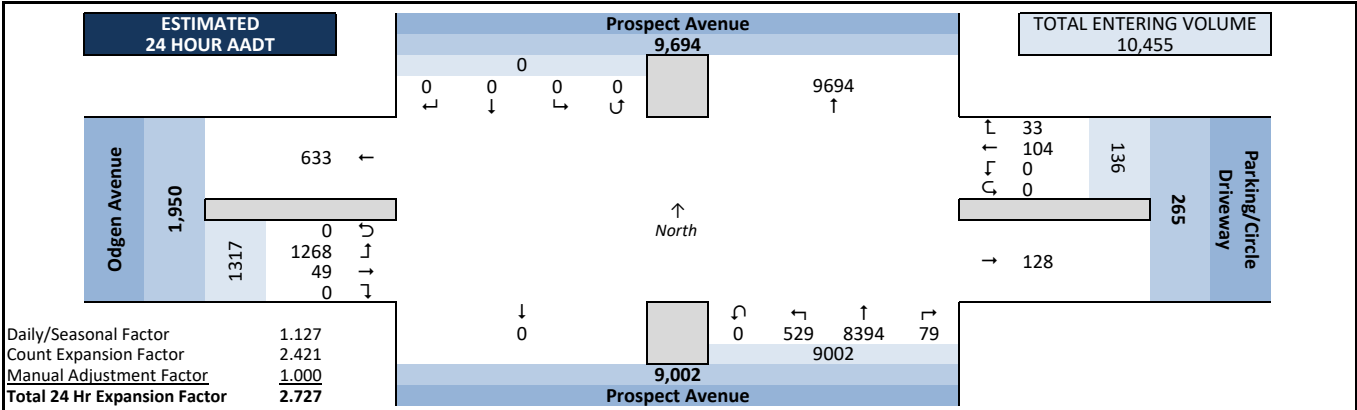 ESTIMATED
24 HOUR AADT
Prospect Avenue
9,694
TOTAL ENTERING VOLUME
10,455
0
0 0 0 0
↵ ↓ ↳ ↺
9694
↑
Odgen Avenue
1,950
633 ←
1317
0 ⮌
1268 ↱
49 →
0 ↴
↑
North
↰ 33
← 104
↲ 0
⮎ 0
136
265
Parking/Circle
Driveway
→ 128
↓
0
↶ ↰ ↑ ↱
0 529 8394 79
9002
9,002
Prospect Avenue
Daily/Seasonal Factor 1.127
Count Expansion Factor 2.421
Manual Adjustment Factor 1.000
Total 24 Hr Expansion Factor 2.727